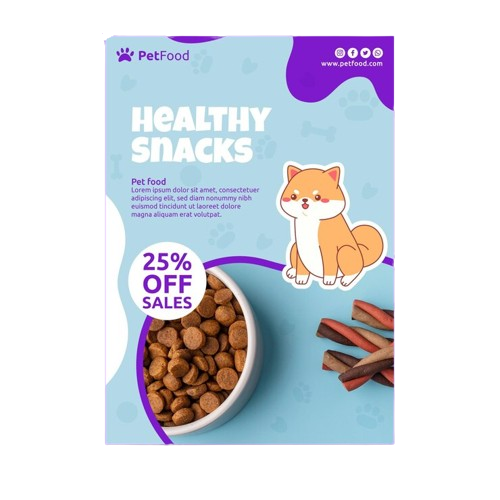 PetFood
www.petfood.com
HeALTHY
SNACKS
Pet food
Lorem ipsum dolor sit amet, consectetuer
adipiscing elit, sed diam nonummy nibh
euismod tincidunt ut laoreet dolore
magna aliquam erat volutpat.
25%
OFF
SALES